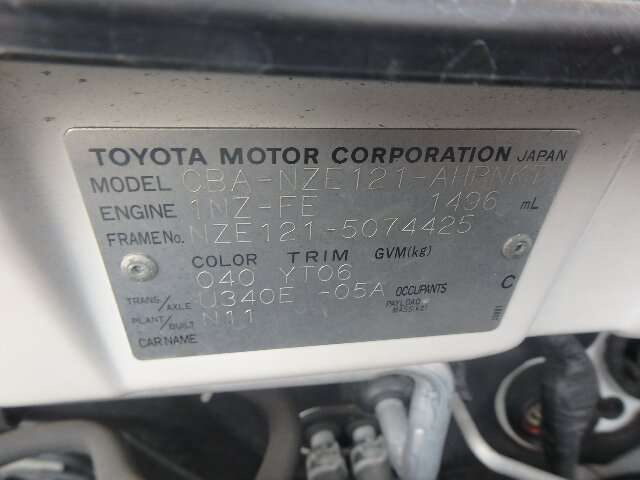 TOYOTA MOTOR CORPORATION JAPAN
MODEL CBA-NZE121-AHPNK
ENGINE 1NZ-FE 1496 mL
FRAME No. NZE121-5074425
COLOR TRIM GVM(kg)
040 YT06
TRANS./AXLE U340E -05A OCCUPANTS C
PLANT/BUILT N11 PAYLOAD MASS(kg)
CAR NAME